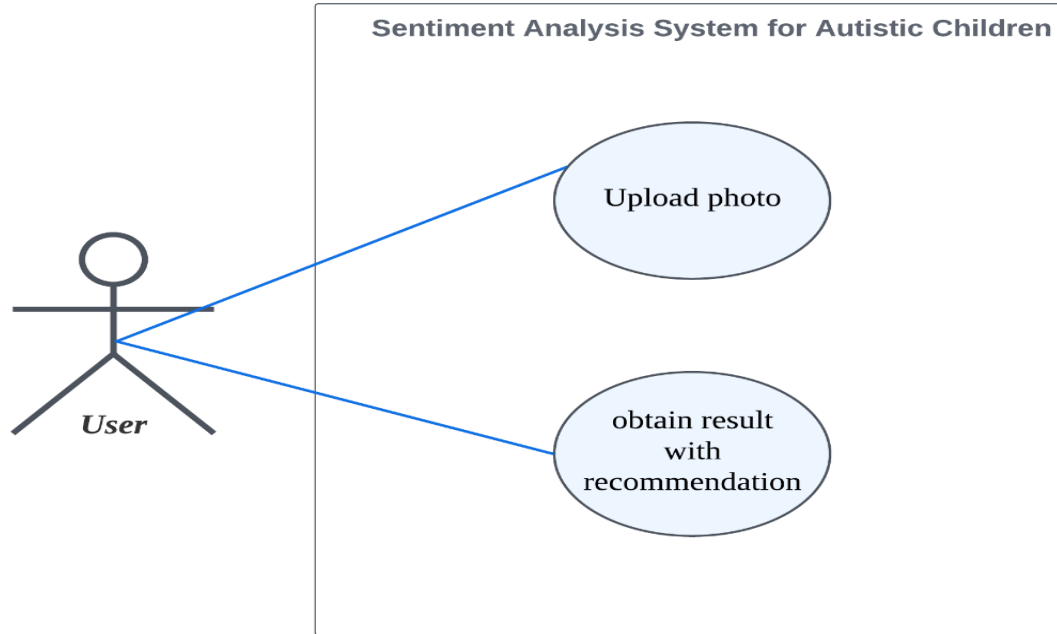 Sentiment Analysis System for Autistic Children
Upload photo
User
obtain result
with
recommendation